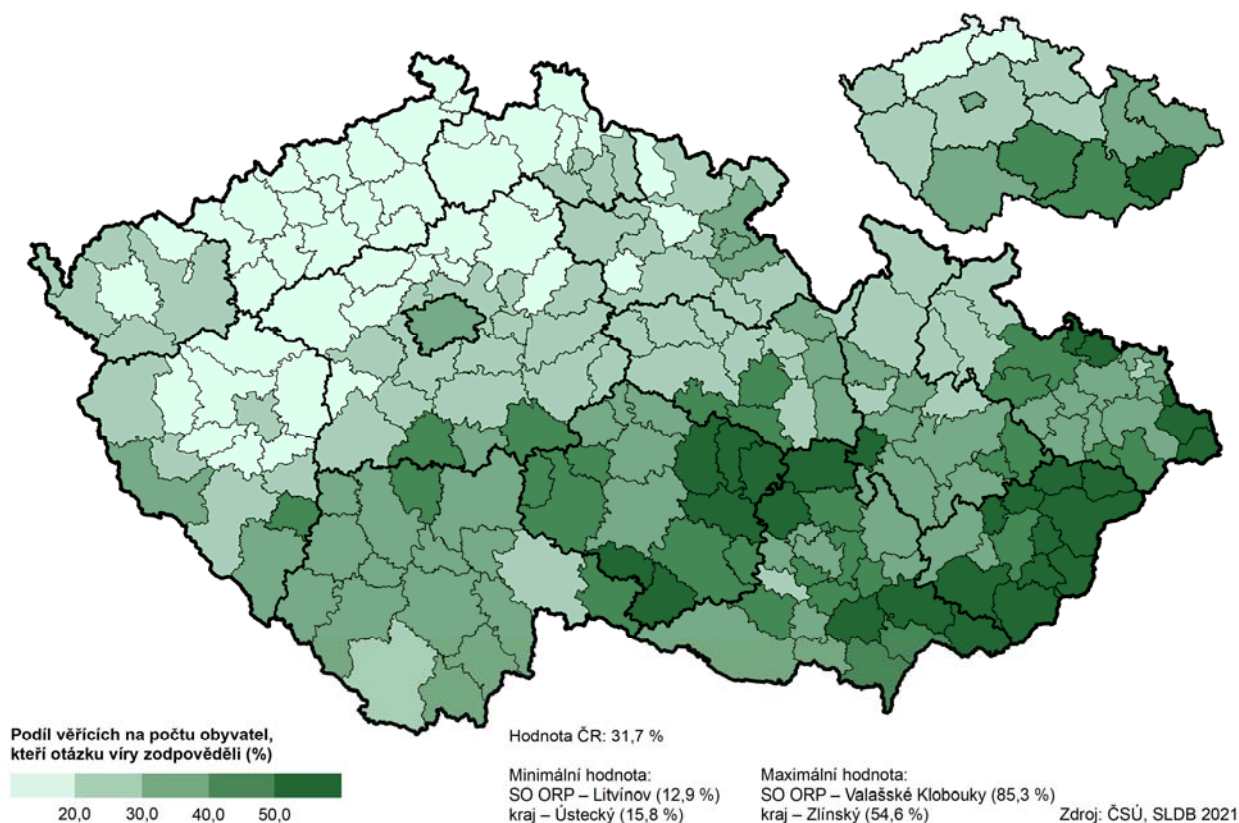 Podíl věřících na počtu obyvatel,
kteří otázku víry zodpověděli (%)
20,0 30,0 40,0 50,0
Hodnota ČR: 31,7 %
Minimální hodnota:
SO ORP – Litvínov (12,9 %)
kraj – Ústecký (15,8 %)
Maximální hodnota:
SO ORP – Valašské Klobouky (85,3 %)
kraj – Zlínský (54,6 %)
Zdroj: ČSÚ, SLDB 2021